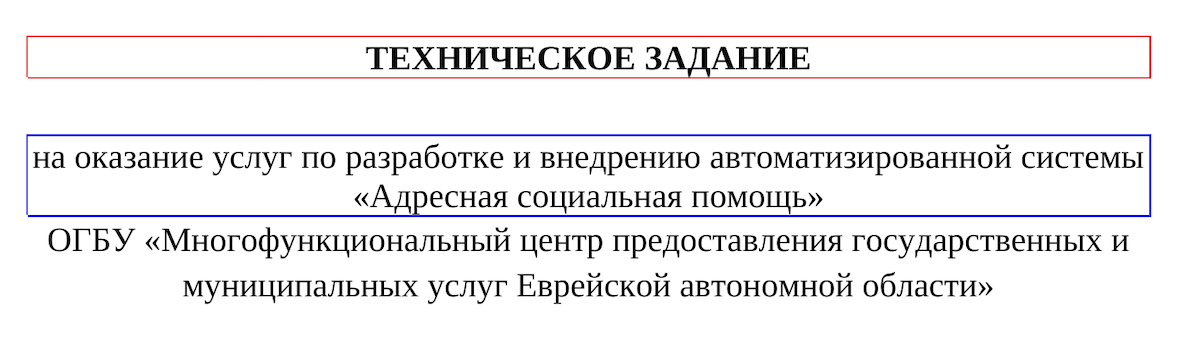 ТЕХНИЧЕСКОЕ ЗАДАНИЕ
на оказание услуг по разработке и внедрению автоматизированной системы
«Адресная социальная помощь»
ОГБУ «Многофункциональный центр предоставления государственных и
муниципальных услуг Еврейской автономной области»